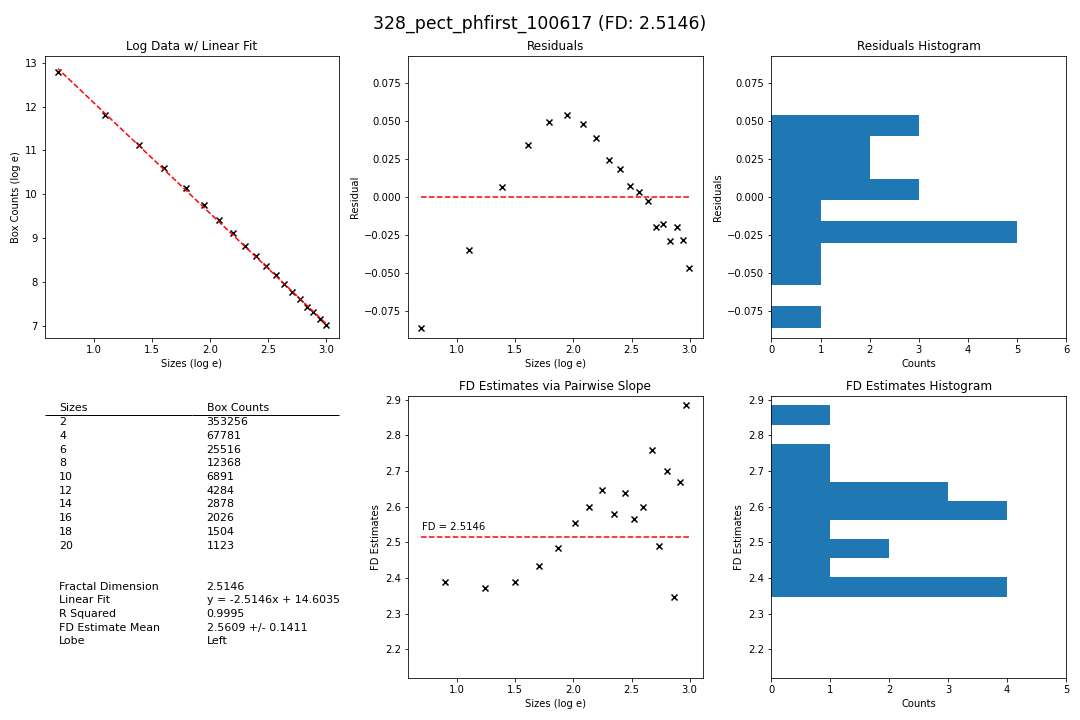 328_pect_phfirst_100617 (FD: 2.5146)
Log Data w/ Linear Fit
13
12
11
10
9
8
7
Box Counts (log e)
1.0 1.5 2.0 2.5 3.0
Sizes (log e)
Residuals
0.075
0.050
0.025
0.000
−0.025
−0.050
−0.075
Residual
1.0 1.5 2.0 2.5 3.0
Sizes (log e)
Residuals Histogram
0.075
0.050
0.025
0.000
−0.025
−0.050
−0.075
Residuals
0 1 2 3 4 5 6
Counts
Sizes Box Counts
2 353256
4 67781
6 25516
8 12368
10 6891
12 4284
14 2878
16 2026
18 1504
20 1123
Fractal Dimension 2.5146
Linear Fit y = -2.5146x + 14.6035
R Squared 0.9995
FD Estimate Mean 2.5609 +/- 0.1411
Lobe Left
FD Estimates via Pairwise Slope
2.9
2.8
2.7
2.6
2.5
2.4
2.3
2.2
FD Estimates
FD = 2.5146
1.0 1.5 2.0 2.5 3.0
Sizes (log e)
FD Estimates Histogram
2.9
2.8
2.7
2.6
2.5
2.4
2.3
2.2
FD Estimates
0 1 2 3 4 5
Counts